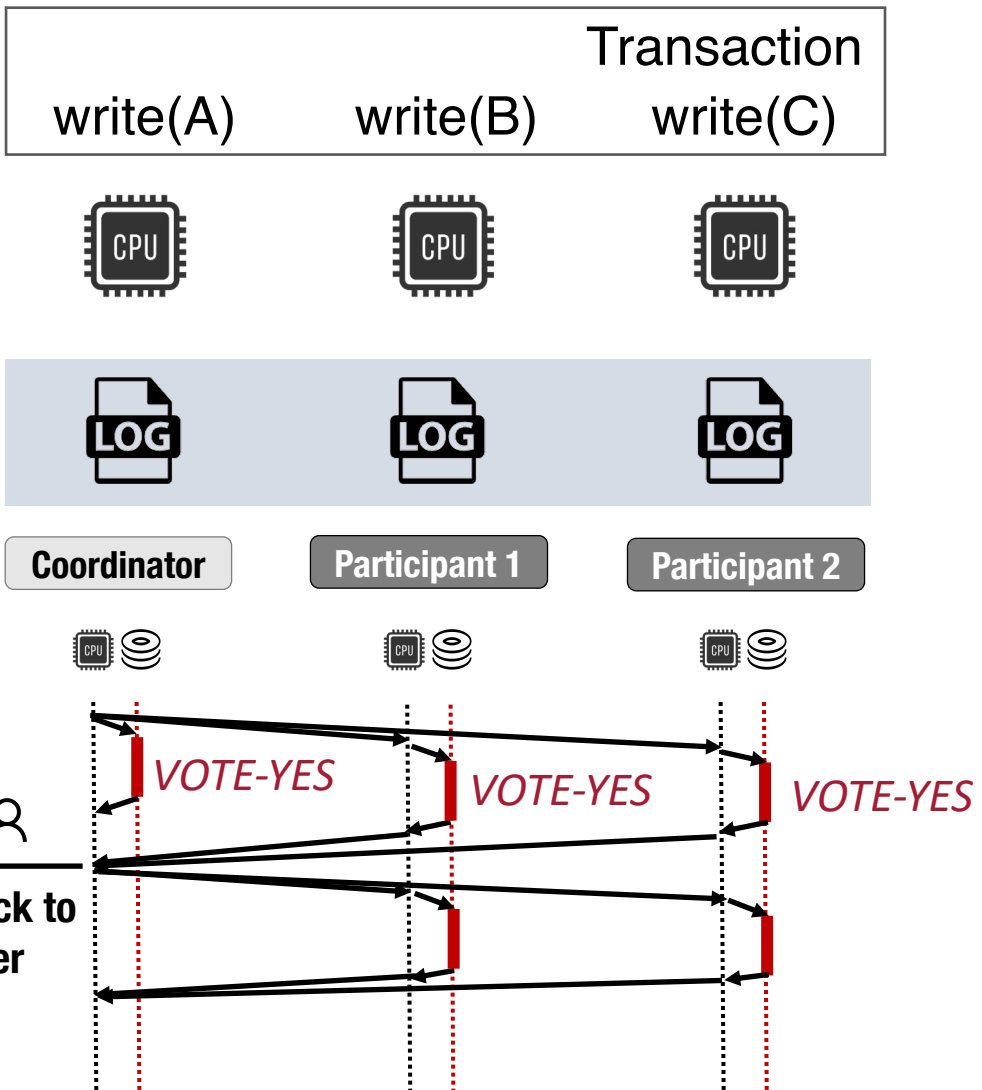 Transaction
write(A) write(B) write(C)
CPU CPU CPU
LOG LOG LOG
Coordinator Participant 1 Participant 2
CPU CPU CPU
VOTE-YES VOTE-YES VOTE-YES
ck to
er